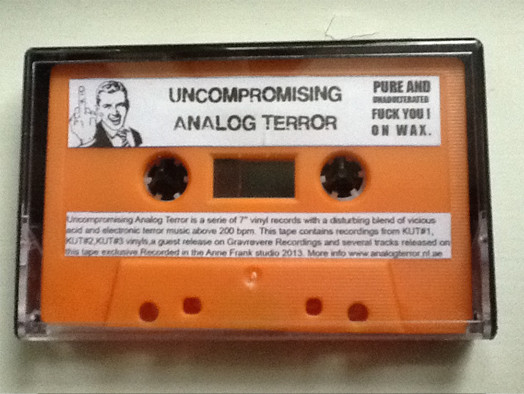 UNCOMPROMISING
ANALOG TERROR
PURE AND
UNADULTERATED
FUCK YOU!
ON WAX.
Uncompromising Analog Terror is a serie of 7" vinyl records with a disturbing blend of vicious
acid and electronic terror music above 200 bpm. This tape contains recordings from KUT#1,
KUT#2,KUT#3 vinyls,a guest release on Gravrevere Recordings and several tracks released on
this tape exclusive.Recorded in the Anne Frank studio 2013. More info www.analogterror.nl.ae